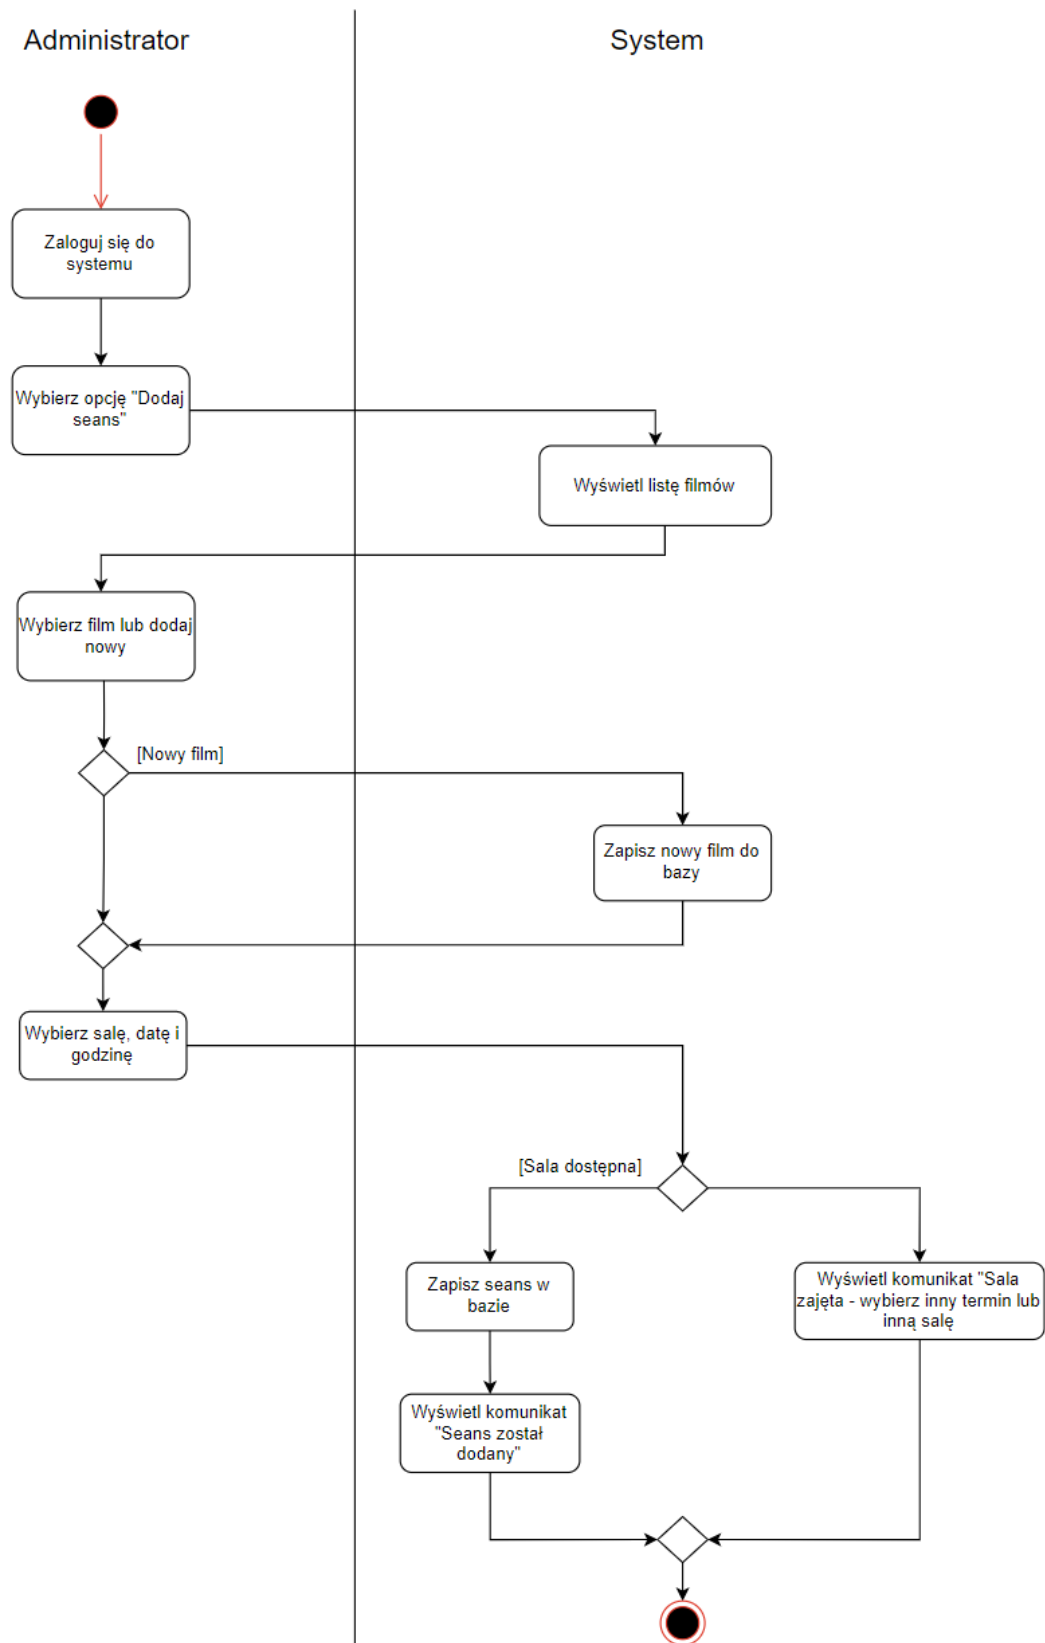 Administrator
System
Zaloguj się do
systemu
Wybierz opcję "Dodaj
seans"
Wyświetl listę filmów
Wybierz film lub dodaj
nowy
[Nowy film]
Zapisz nowy film do
bazy
Wybierz salę, datę i
godzinę
[Sala dostępna]
Zapisz seans w
bazie
Wyświetl komunikat "Sala
zajęta - wybierz inny termin lub
inną salę
Wyświetl komunikat
"Seans został
dodany"